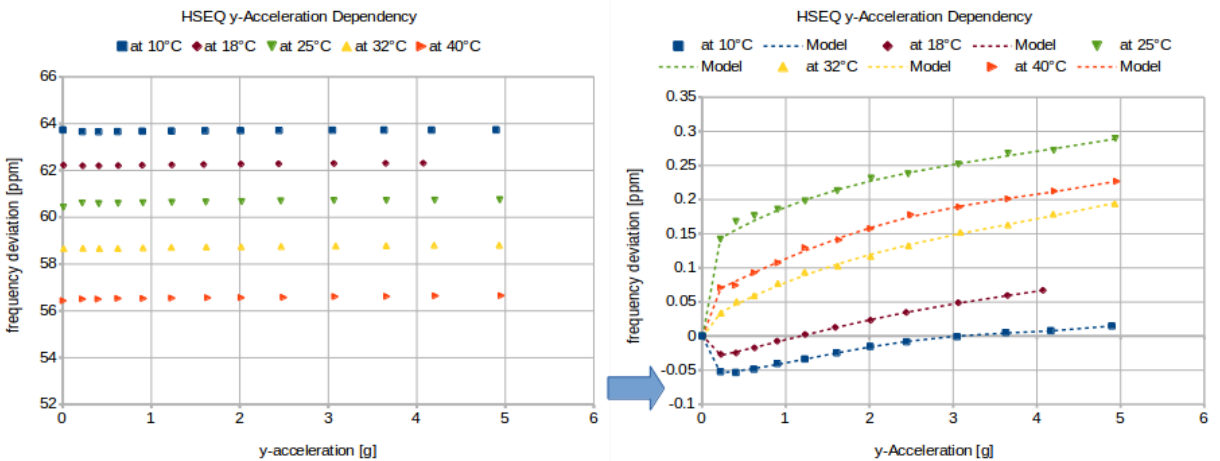 HSEQ y-Acceleration Dependency
at 10°C at 18°C at 25°C at 32°C at 40°C
frequency deviation [ppm]
66
64
62
60
58
56
54
52
0 1 2 3 4 5 6
y-acceleration [g]
HSEQ y-Acceleration Dependency
at 10°C Model at 18°C Model at 25°C
Model at 32°C Model at 40°C Model
frequency deviation [ppm]
0.35
0.3
0.25
0.2
0.15
0.1
0.05
0
-0.05
-0.1
0 1 2 3 4 5 6
y-Acceleration [g]